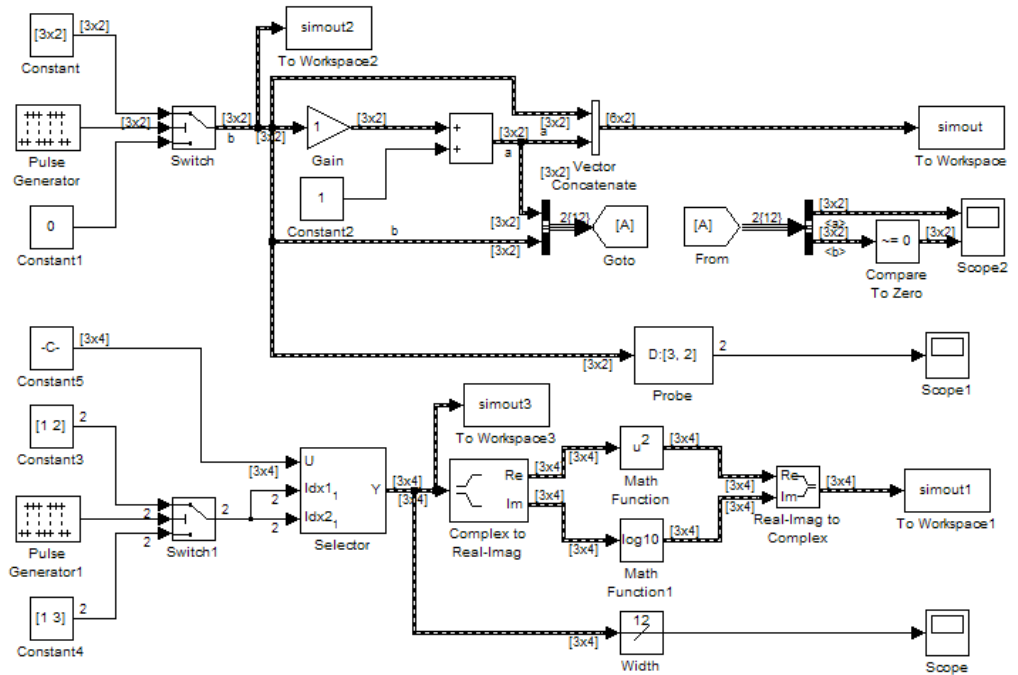 [3x2]
[3x2]
Constant
simout2
To Workspace2
[3x2]
[3x2]
b
[3x2]
Pulse
Generator
Switch
1
Gain
[3x2]
+
+
[3x2]
a
[3x2]
a
[6x2]
Vector
Concatenate
simout
To Workspace
0
Constant1
1
Constant2
[3x2]
[3x2]
b
[3x2]
2{12}
[A]
Goto
[A]
From
2{12}
[3x2]
<a>
[3x2]
<b>
~= 0
Compare
To Zero
[3x2]
Scope2
-C-
[3x4]
Constant5
[3x2]
D:[3, 2]
Probe
2
Scope1
[1 2]
2
Constant3
[3x4]
U
Idx1 1
Idx2 1
Y
Selector
2
2
2
2
2
Pulse
Generator1
Switch1
[1 3]
2
Constant4
simout3
To Workspace3
[3x4]
[3x4]
Re
Im
Complex to
Real-Imag
[3x4]
[3x4]
[3x4]
[3x4]
u2
Math
Function
[3x4]
log10
Math
Function1
[3x4]
[3x4]
[3x4]
Re
Im
Real-Imag to
Complex
[3x4]
simout1
To Workspace1
[3x4]
12
Width
Scope